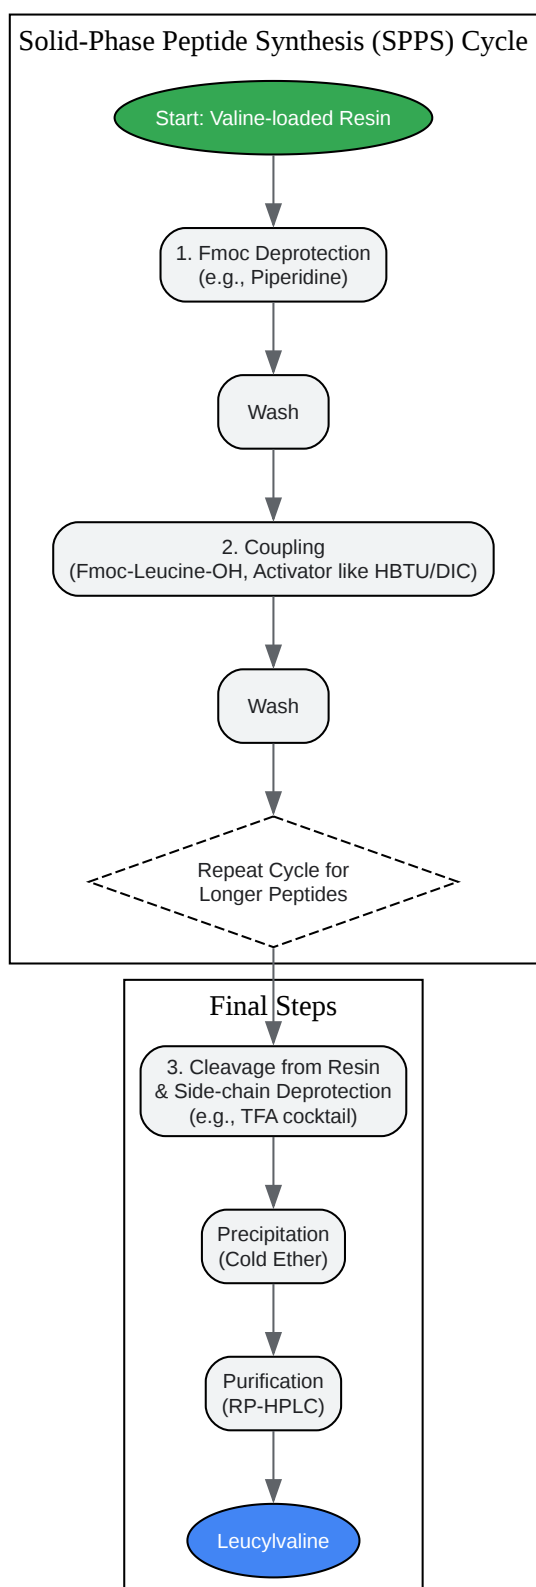 Solid-Phase Peptide Synthesis (SPPS) Cycle
Start: Valine-loaded Resin
1. Fmoc Deprotection
(e.g., Piperidine)
Wash
2. Coupling
(Fmoc-Leucine-OH, Activator like HBTU/DIC)
Wash
Repeat Cycle for
Longer Peptides
Final Steps
3. Cleavage from Resin
& Side-chain Deprotection
(e.g., TFA cocktail)
Precipitation
(Cold Ether)
Purification
(RP-HPLC)
Leucylvaline